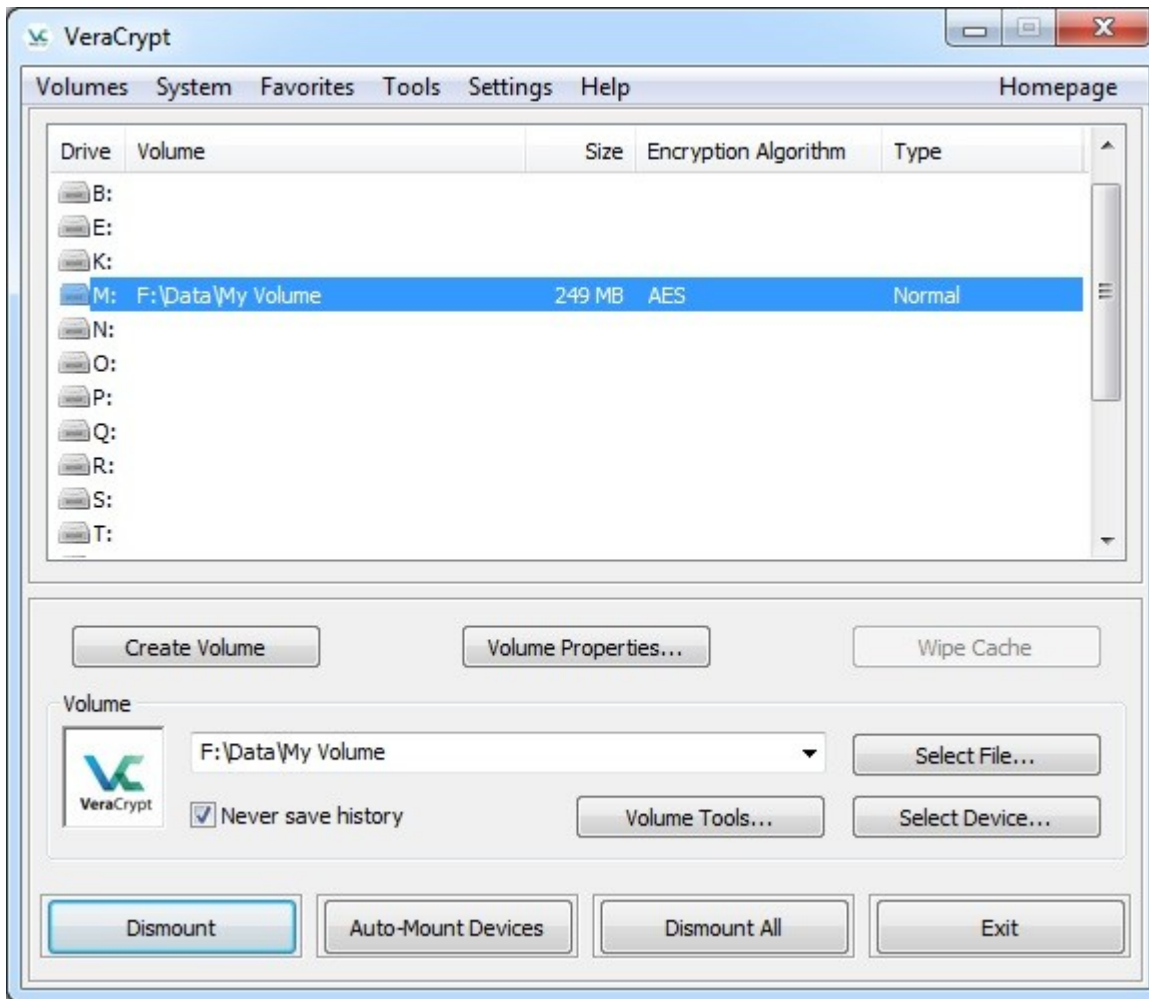 VeraCrypt
Volumes System Favorites Tools Settings Help Homepage
Drive Volume Size Encryption Algorithm Type
B:
E:
K:
M: F:\Data\My Volume 249 MB AES Normal
N:
O:
P:
Q:
R:
S:
T:
Create Volume Volume Properties... Wipe Cache
Volume
F:\Data\My Volume Select File...
VeraCrypt
Never save history Volume Tools... Select Device...
Dismount Auto-Mount Devices Dismount All Exit